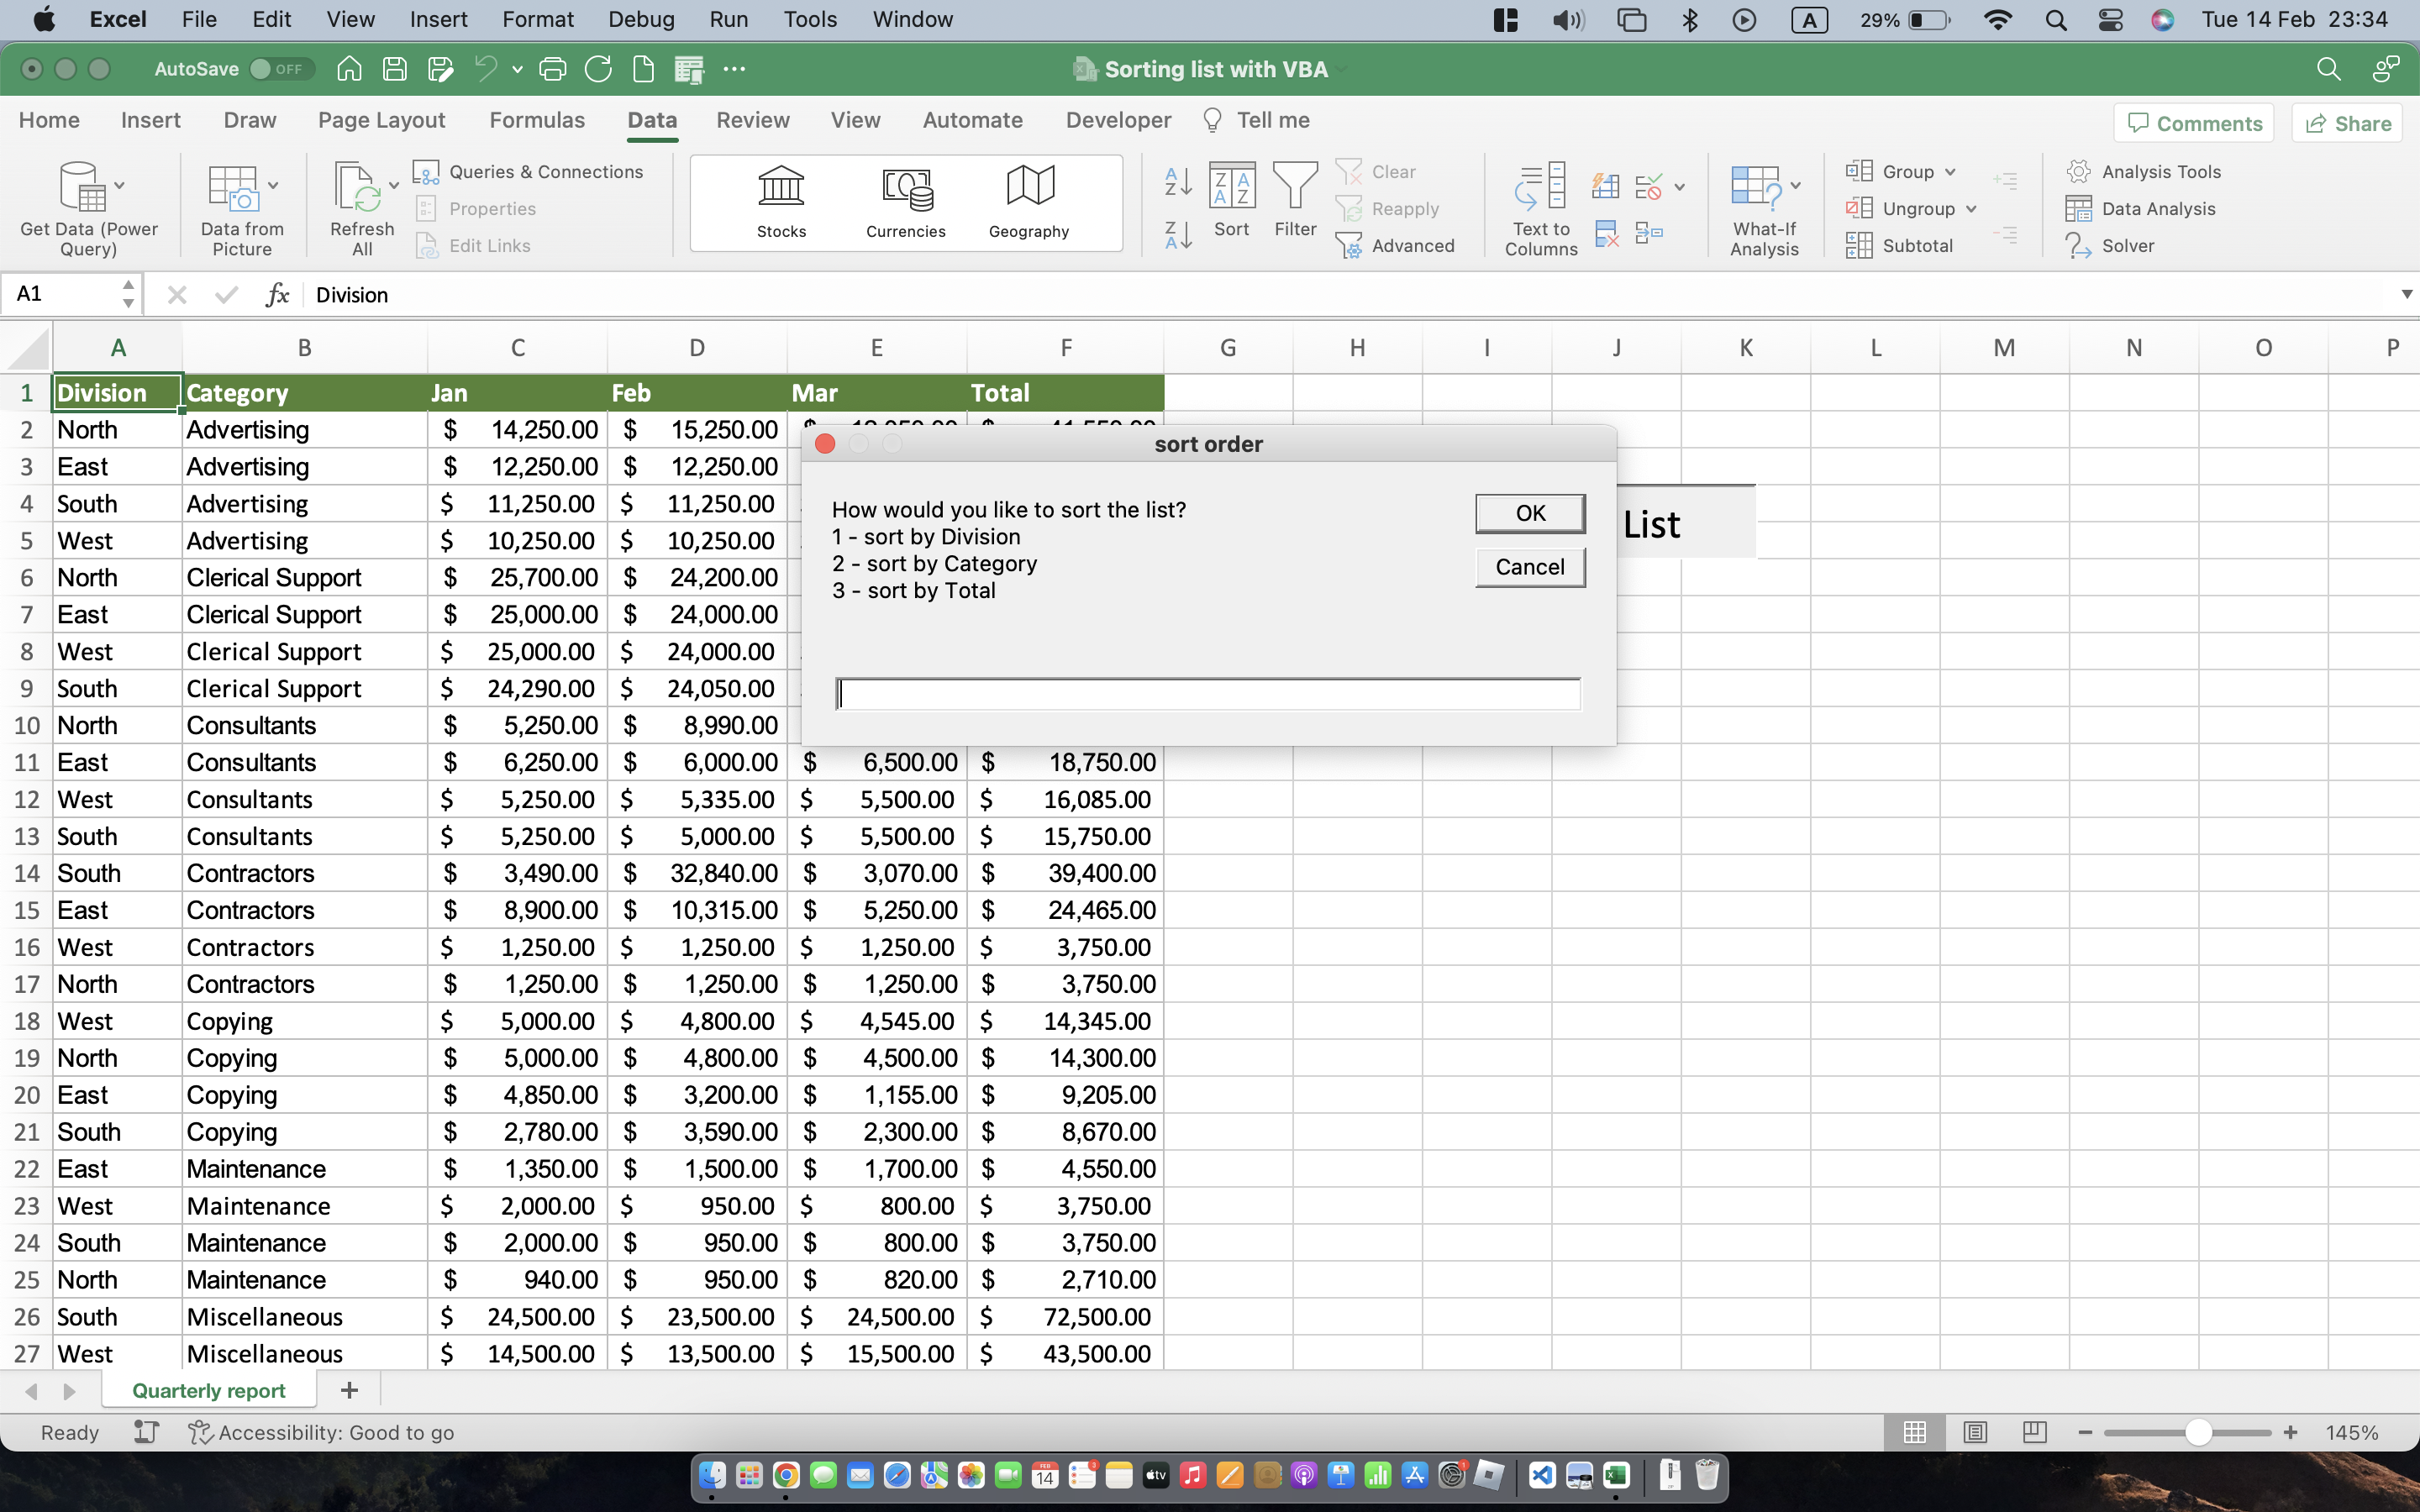 Excel File Edit View Insert Format Debug Run Tools Window A 29% Tue 14 Feb 23:34
AutoSave OFF ... Sorting list with VBA
Home Insert Draw Page Layout Formulas Data Review View Automate Developer Tell me Comments Share
Get Data (Power Query)
Data from Picture
Refresh All
Queries & Connections
Properties
Edit Links
Stocks Currencies Geography
Sort Filter
Clear
Reapply
Advanced
Text to Columns
What-If Analysis
Group
Ungroup
Subtotal
Analysis Tools
Data Analysis
Solver
A1 fx Division
A B C D E F G H I J K L M N O P
1 Division Category Jan Feb Mar Total
2 North Advertising $ 14,250.00 $ 15,250.00
3 East Advertising $ 12,250.00 $ 12,250.00
4 South Advertising $ 11,250.00 $ 11,250.00
5 West Advertising $ 10,250.00 $ 10,250.00
6 North Clerical Support $ 25,700.00 $ 24,200.00
7 East Clerical Support $ 25,000.00 $ 24,000.00
8 West Clerical Support $ 25,000.00 $ 24,000.00
9 South Clerical Support $ 24,290.00 $ 24,050.00
10 North Consultants $ 5,250.00 $ 8,990.00
11 East Consultants $ 6,250.00 $ 6,000.00 $ 6,500.00 $ 18,750.00
12 West Consultants $ 5,250.00 $ 5,335.00 $ 5,500.00 $ 16,085.00
13 South Consultants $ 5,250.00 $ 5,000.00 $ 5,500.00 $ 15,750.00
14 South Contractors $ 3,490.00 $ 32,840.00 $ 3,070.00 $ 39,400.00
15 East Contractors $ 8,900.00 $ 10,315.00 $ 5,250.00 $ 24,465.00
16 West Contractors $ 1,250.00 $ 1,250.00 $ 1,250.00 $ 3,750.00
17 North Contractors $ 1,250.00 $ 1,250.00 $ 1,250.00 $ 3,750.00
18 West Copying $ 5,000.00 $ 4,800.00 $ 4,545.00 $ 14,345.00
19 North Copying $ 5,000.00 $ 4,800.00 $ 4,500.00 $ 14,300.00
20 East Copying $ 4,850.00 $ 3,200.00 $ 1,155.00 $ 9,205.00
21 South Copying $ 2,780.00 $ 3,590.00 $ 2,300.00 $ 8,670.00
22 East Maintenance $ 1,350.00 $ 1,500.00 $ 1,700.00 $ 4,550.00
23 West Maintenance $ 2,000.00 $ 950.00 $ 800.00 $ 3,750.00
24 South Maintenance $ 2,000.00 $ 950.00 $ 800.00 $ 3,750.00
25 North Maintenance $ 940.00 $ 950.00 $ 820.00 $ 2,710.00
26 South Miscellaneous $ 24,500.00 $ 23,500.00 $ 24,500.00 $ 72,500.00
27 West Miscellaneous $ 14,500.00 $ 13,500.00 $ 15,500.00 $ 43,500.00
sort order
How would you like to sort the list?
1 - sort by Division
2 - sort by Category
3 - sort by Total
OK
Cancel
List
Quarterly report +
Ready Accessibility: Good to go 145%
FEB
14
3
tv
1